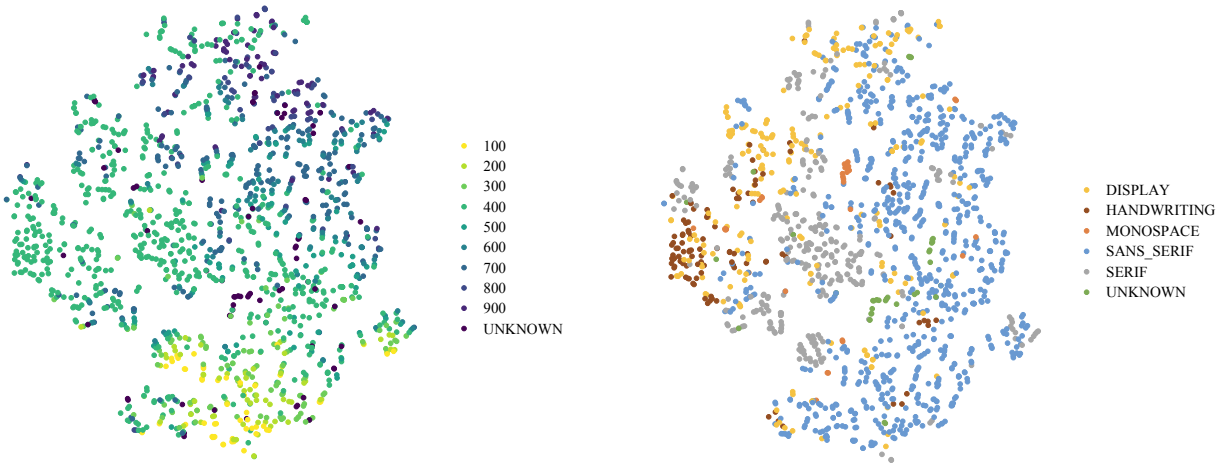 100
200
300
400
500
600
700
800
900
UNKNOWN
DISPLAY
HANDWRITING
MONOSPACE
SANS_SERIF
SERIF
UNKNOWN